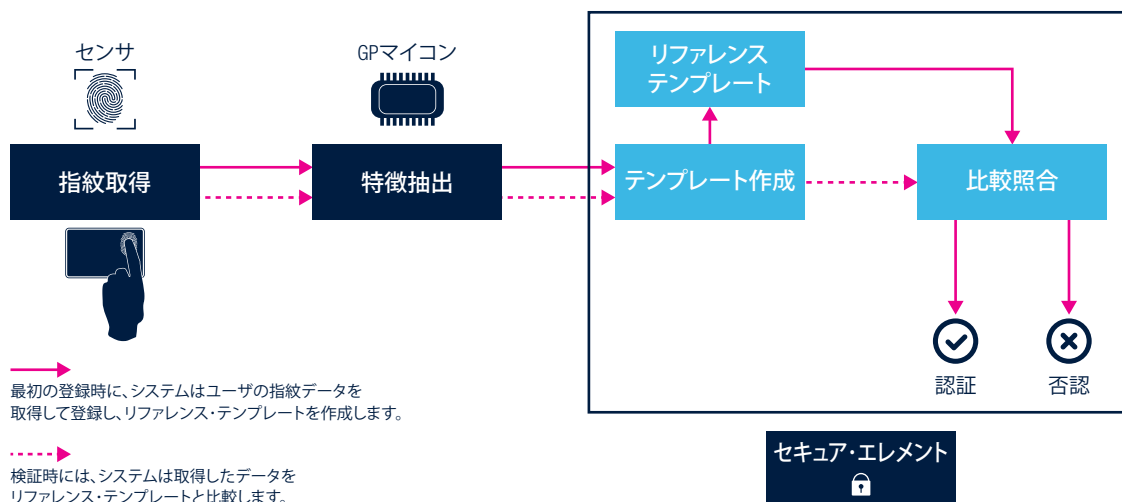 センサ
GPマイコン
リファレンス
テンプレート
指紋取得
特徴抽出
テンプレート作成
比較照合
認証
否認
最初の登録時に、システムはユーザの指紋データを
取得して登録し、リファレンス・テンプレートを作成します。
セキュア・エレメント
検証時には、システムは取得したデータを
リファレンス・テンプレートと比較します。